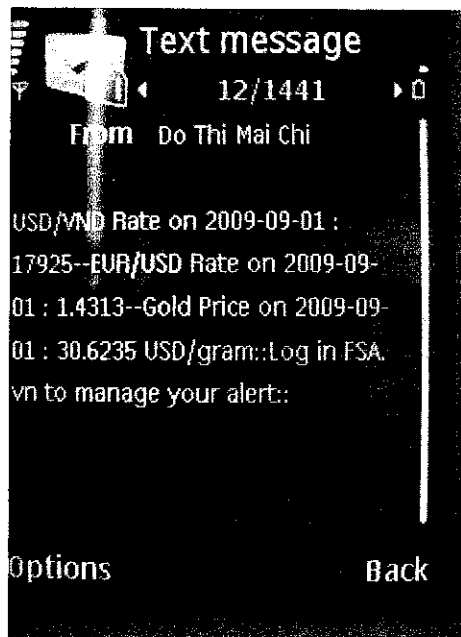 Text message
12/1441
From Do Thi Mai Chi
USD/VND Rate on 2009-09-01 :
17925--EUR/USD Rate on 2009-09-
01 : 1.4313--Gold Price on 2009-09-
01 : 30.6235 USD/gram::Log in FSA.
vn to manage your alert::
Options Back